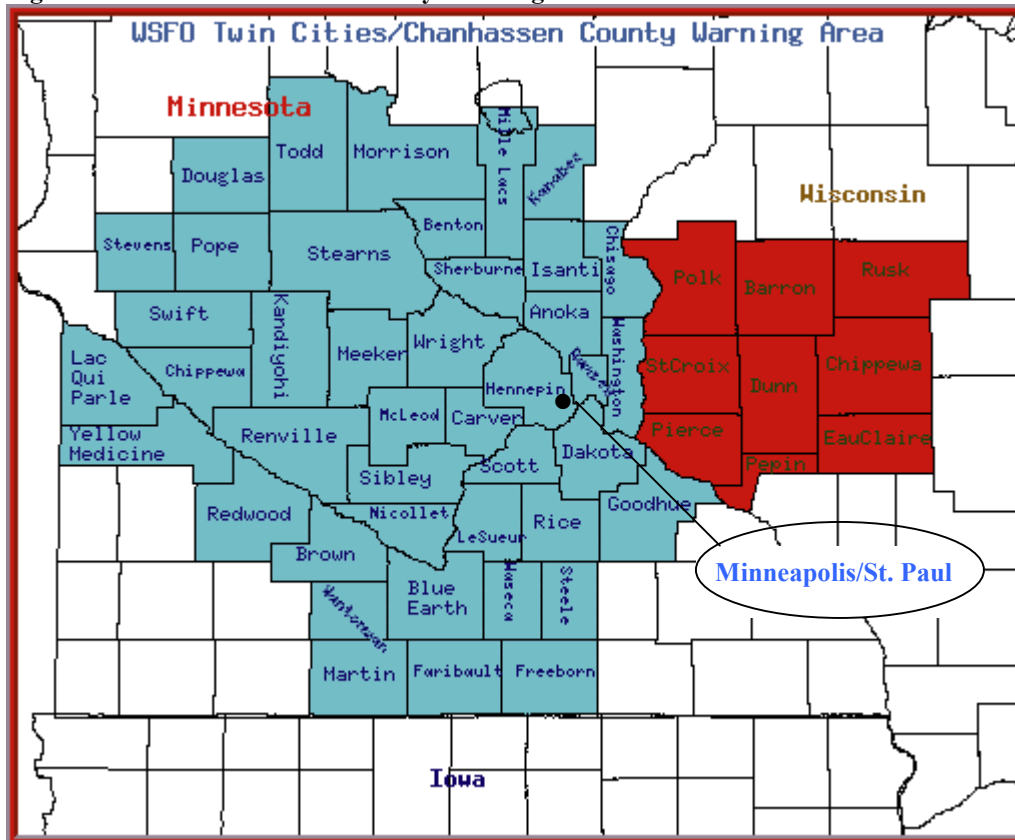 WSFO Twin Cities/Chanhassen County Warning Area
Minnesota
Todd
Morrison
Mille Lacs
Kanabec
Douglas
Wisconsin
Stevens
Pope
Stearns
Benton
Sherburne
Isanti
Chisago
Polk
Barron
Rusk
Swift
Kandiyohi
Meeker
Wright
Anoka
Washington
Lac
Qui
Parle
Chippewa
Hennepin
StCroix
Dunn
Chippewa
Yellow
Medicine
Renville
McLeod
Carver
Scott
Dakota
Pierce
Pepin
EauClaire
Sibley
Redwood
Nicollet
LeSueur
Rice
Goodhue
Brown
Minneapolis/St. Paul
Wantonwan
Blue
Earth
Waseca
Steele
Martin
Faribault
Freeborn
Iowa